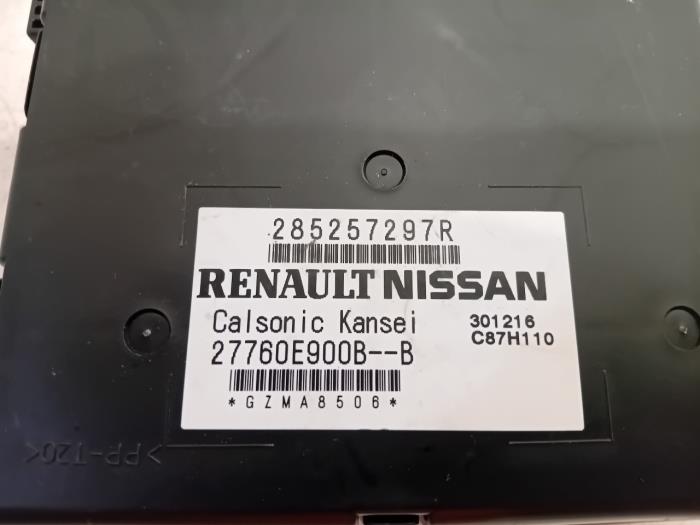 285257297R
RENAULT NISSAN
Calsonic Kansei 301216
27760E900B--B C87H110
*GZMA8506*
>PP-T20<